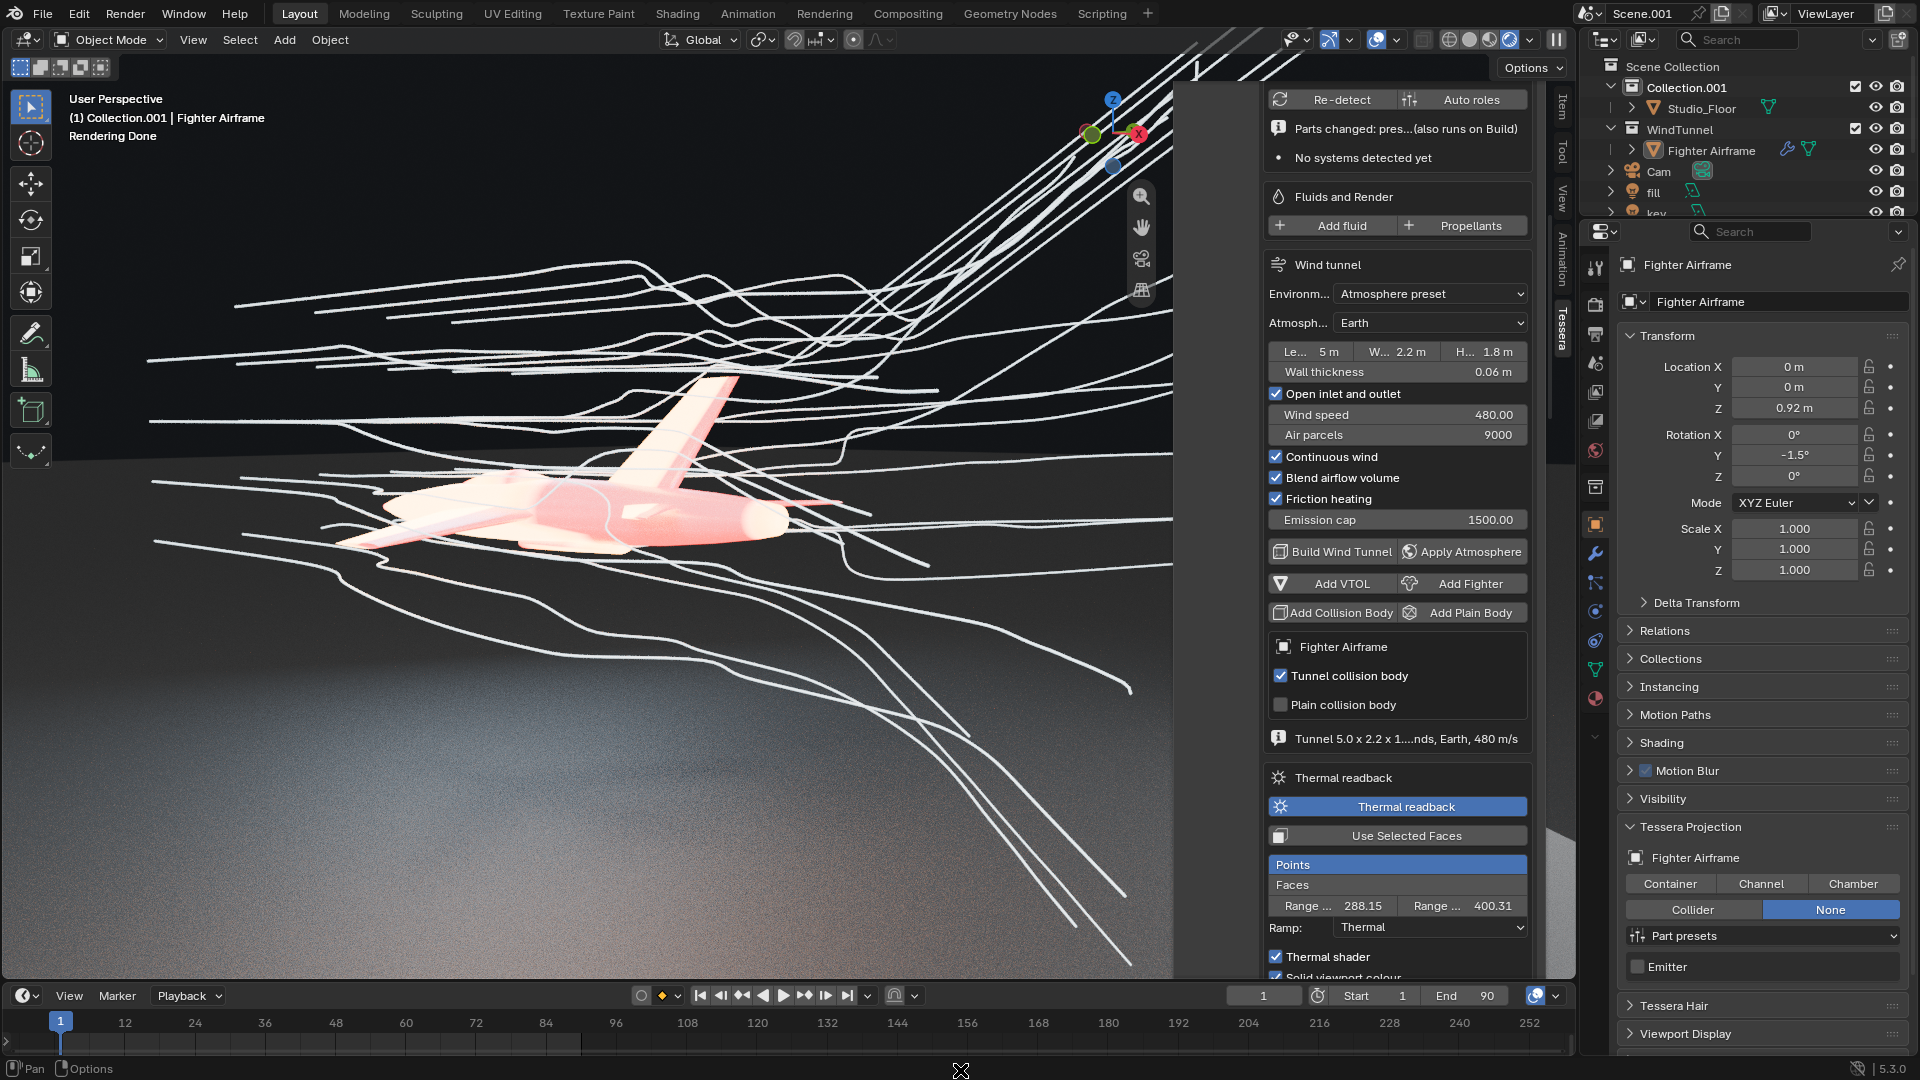 File Edit Render Window Help Layout Modeling Sculpting UV Editing Texture Paint Shading Animation Rendering Compositing Geometry Nodes Scripting + Scene.001 ViewLayer
Object Mode View Select Add Object Global Search
Options
User Perspective
(1) Collection.001 | Fighter Airframe
Rendering Done
Z
X
Re-detect Auto roles
Parts changed: pres...(also runs on Build)
No systems detected yet
Fluids and Render
Add fluid Propellants
Wind tunnel
Environm... Atmosphere preset
Atmosph... Earth
Le... 5 m W... 2.2 m H... 1.8 m
Wall thickness 0.06 m
Open inlet and outlet
Wind speed 480.00
Air parcels 9000
Continuous wind
Blend airflow volume
Friction heating
Emission cap 1500.00
Build Wind Tunnel Apply Atmosphere
Add VTOL Add Fighter
Add Collision Body Add Plain Body
Fighter Airframe
Tunnel collision body
Plain collision body
Tunnel 5.0 x 2.2 x 1....nds, Earth, 480 m/s
Thermal readback
Thermal readback
Use Selected Faces
Points
Faces
Range ... 288.15 Range ... 400.31
Ramp: Thermal
Thermal shader
Solid viewport colour
Item
Tool
View
Animation
Tessera
Scene Collection
Collection.001
Studio_Floor
WindTunnel
Fighter Airframe
Cam
fill
key
Search
Fighter Airframe
Fighter Airframe
Transform
Location X 0 m
Y 0 m
Z 0.92 m
Rotation X 0°
Y -1.5°
Z 0°
Mode XYZ Euler
Scale X 1.000
Y 1.000
Z 1.000
Delta Transform
Relations
Collections
Instancing
Motion Paths
Shading
Motion Blur
Visibility
Tessera Projection
Fighter Airframe
Container Channel Chamber
Collider None
Part presets
Emitter
Tessera Hair
Viewport Display
View Marker Playback 1 Start 1 End 90
1 12 24 36 48 60 72 84 96 108 120 132 144 156 168 180 192 204 216 228 240 252
Pan Options 5.3.0